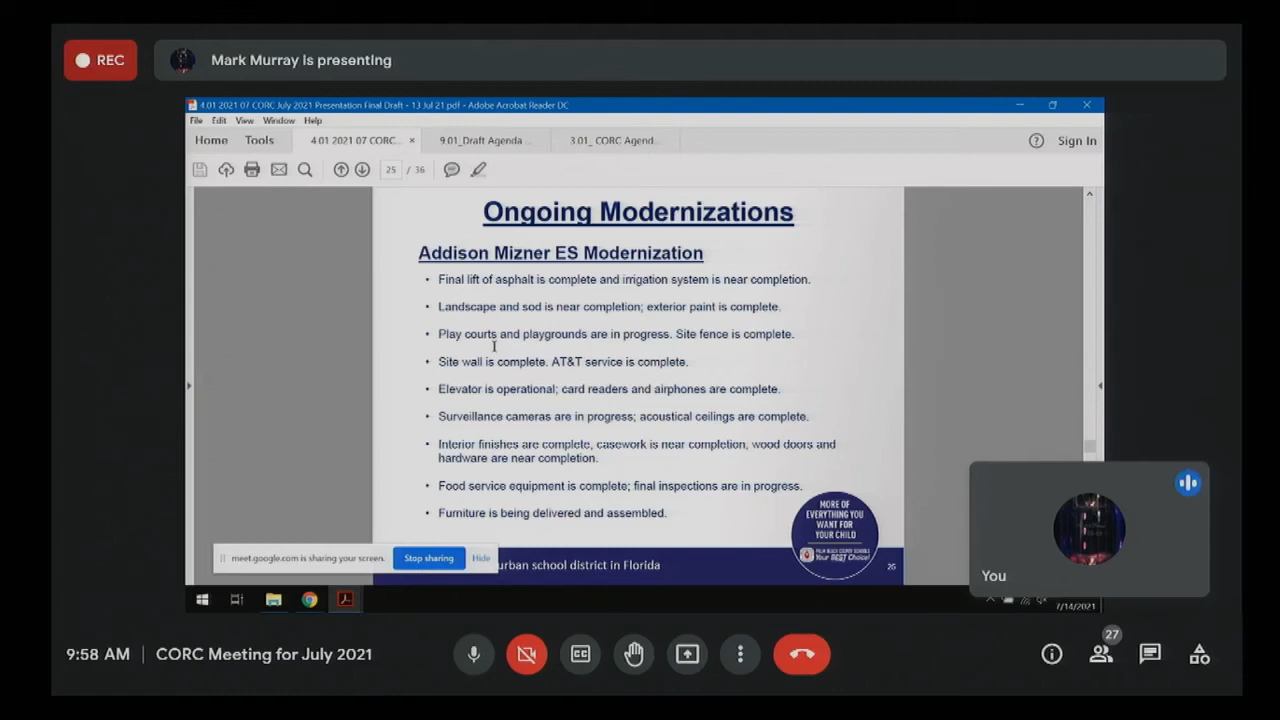 REC
Mark Murray is presenting
4.01 2021 07 CORC July 2021 Presentation Final Draft - 13 Jul 21.pdf - Adobe Acrobat Reader DC
File Edit View Window Help
Home Tools 4.01 2021 07 CORC... × 9.01_Draft Agenda ... 3.01_ CORC Agend... Sign In
25 / 36
Ongoing Modernizations
Addison Mizner ES Modernization
• Final lift of asphalt is complete and irrigation system is near completion.
• Landscape and sod is near completion; exterior paint is complete.
• Play courts and playgrounds are in progress. Site fence is complete.
• Site wall is complete. AT&T service is complete.
• Elevator is operational; card readers and airphones are complete.
• Surveillance cameras are in progress; acoustical ceilings are complete.
• Interior finishes are complete, casework is near completion, wood doors and
hardware are near completion.
• Food service equipment is complete; final inspections are in progress.
• Furniture is being delivered and assembled.
MORE OF
EVERYTHING YOU
WANT FOR
YOUR CHILD
PALM BEACH COUNTY SCHOOLS
Your BEST Choice!
meet.google.com is sharing your screen. Stop sharing Hide
urban school district in Florida
26
You
7/14/2021
9:58 AM | CORC Meeting for July 2021
27